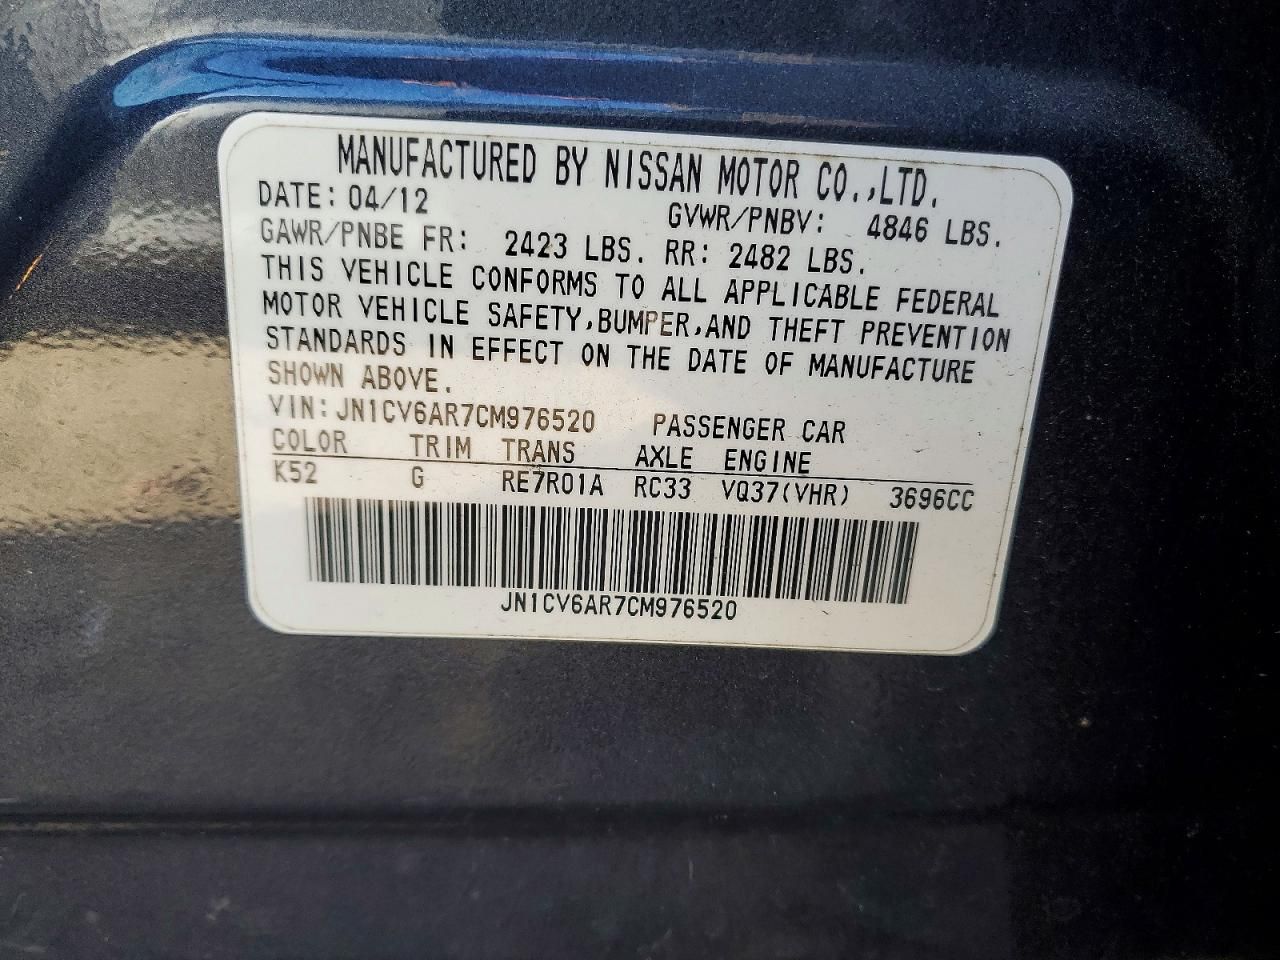 MANUFACTURED BY NISSAN MOTOR CO.,LTD.
DATE: 04/12 GVWR/PNBV: 4846 LBS.
GAWR/PNBE FR: 2423 LBS. RR: 2482 LBS.
THIS VEHICLE CONFORMS TO ALL APPLICABLE FEDERAL
MOTOR VEHICLE SAFETY,BUMPER,AND THEFT PREVENTION
STANDARDS IN EFFECT ON THE DATE OF MANUFACTURE
SHOWN ABOVE.
VIN: JN1CV6AR7CM976520 PASSENGER CAR
COLOR TRIM TRANS AXLE ENGINE
K52 G RE7R01A RC33 VQ37(VHR) 3696CC
JN1CV6AR7CM976520